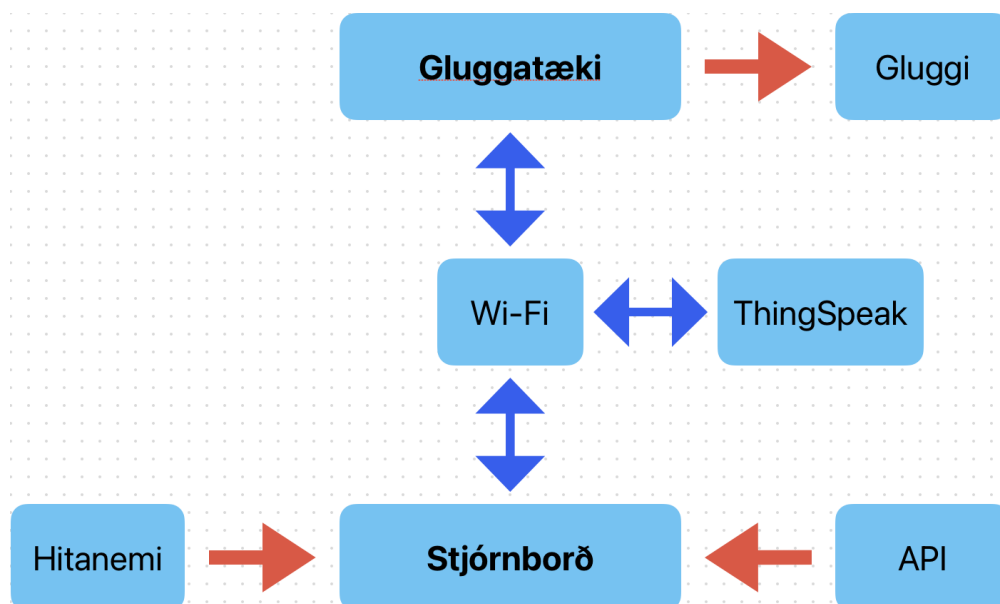 Gluggatæki
Gluggi
Wi-Fi
ThingSpeak
Hitanemi
Stjórnborð
API